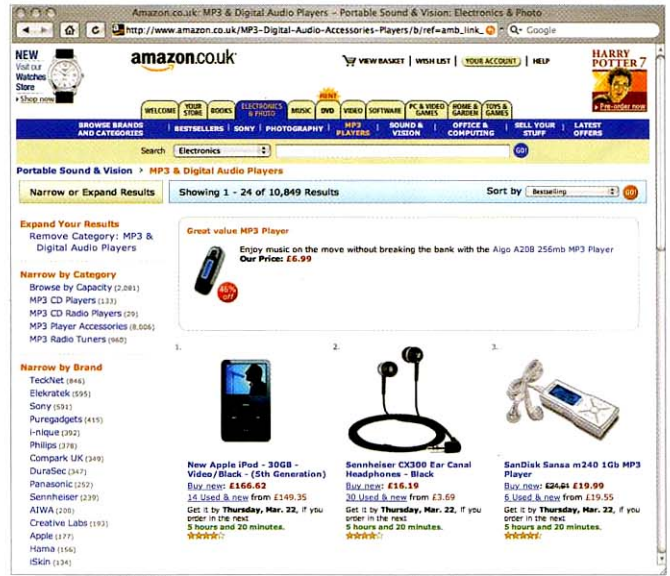 Amazon.co.uk: MP3 & Digital Audio Players – Portable Sound & Vision: Electronics & Photo
http://www.amazon.co.uk/MP3-Digital-Audio-Accessories-Players/b/ref=amb_link_
Google
NEW
Visit our
Watches
Store
Shop now
amazon.co.uk
VIEW BASKET | WISH LIST | YOUR ACCOUNT | HELP
HARRY
POTTER 7
Pre-order now
WELCOME
YOUR STORE
BOOKS
ELECTRONICS & PHOTO
MUSIC
RENT
DVD
VIDEO
SOFTWARE
PC & VIDEO GAMES
HOME & GARDEN
TOYS & GAMES
BROWSE BRANDS AND CATEGORIES | BESTSELLERS | SONY | PHOTOGRAPHY | MP3 PLAYERS | SOUND & VISION | OFFICE & COMPUTING | SELL YOUR STUFF | LATEST OFFERS
Search Electronics GO!
Portable Sound & Vision > MP3 & Digital Audio Players
Narrow or Expand Results
Showing 1 - 24 of 10,849 Results
Sort by Bestselling GO!
Expand Your Results
Remove Category: MP3 &
Digital Audio Players
Narrow by Category
Browse by Capacity (2,081)
MP3 CD Players (133)
MP3 CD Radio Players (29)
MP3 Player Accessories (8,006)
MP3 Radio Tuners (960)
Narrow by Brand
TeckNet (846)
Elekratek (595)
Sony (591)
Puregadgets (415)
i-nique (392)
Philips (378)
Compark UK (349)
DuraSec (347)
Panasonic (252)
Sennheiser (239)
AIWA (208)
Creative Labs (193)
Apple (177)
Hama (156)
iSkin (134)
Great value MP3 Player
Enjoy music on the move without breaking the bank with the Aigo A208 256mb MP3 Player
Our Price: £6.99
46%
off
1.
New Apple iPod - 30GB -
Video/Black - (5th Generation)
Buy new: £166.62
14 Used & new from £149.35
Get it by Thursday, Mar. 22, if you
order in the next
5 hours and 20 minutes.
2.
Sennheiser CX300 Ear Canal
Headphones - Black
Buy new: £16.19
30 Used & new from £3.69
Get it by Thursday, Mar. 22, if you
order in the next
5 hours and 20 minutes.
3.
SanDisk Sansa m240 1Gb MP3
Player
Buy new: £24.91 £19.99
6 Used & new from £19.55
Get it by Thursday, Mar. 22, if you
order in the next
5 hours and 20 minutes.